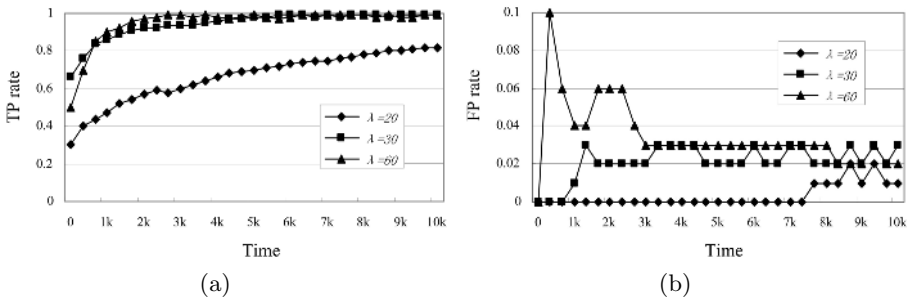 1
0.8
0.6
0.4
0.2
0
TP rate
λ=20
λ=30
λ=60
0 1k 2k 3k 4k 5k 6k 7k 8k 9k 10k
Time
(a)
0.1
0.08
0.06
0.04
0.02
0
FP rate
λ=20
λ=30
λ=60
0 1k 2k 3k 4k 5k 6k 7k 8k 9k 10k
Time
(b)